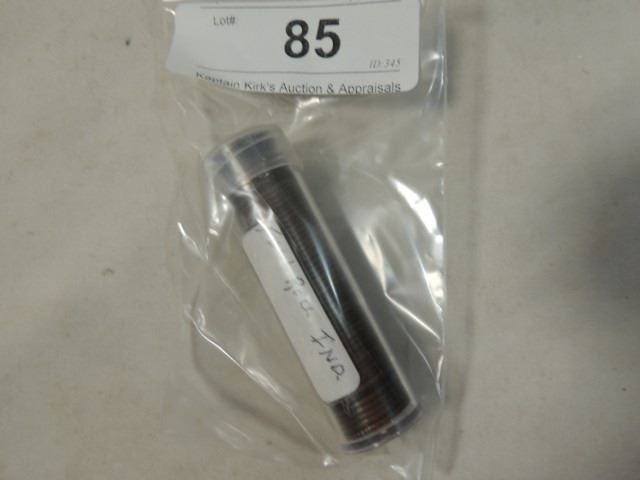 Lot#:
85
ID: 345
Kaptain Kirk's Auction & Appraisals
IND.